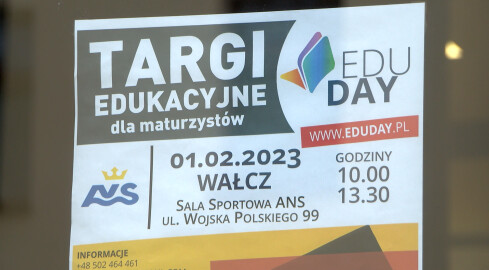 TARGI
EDUKACYJNE
dla maturzystów
EDU
DAY
WWW.EDUDAY.PL
ANS
01.02.2023
WAŁCZ
SALA SPORTOWA ANS
UL. WOJSKA POLSKIEGO 99
GODZINY
10.00
13.30
INFORMACJE
+48 502 464 461